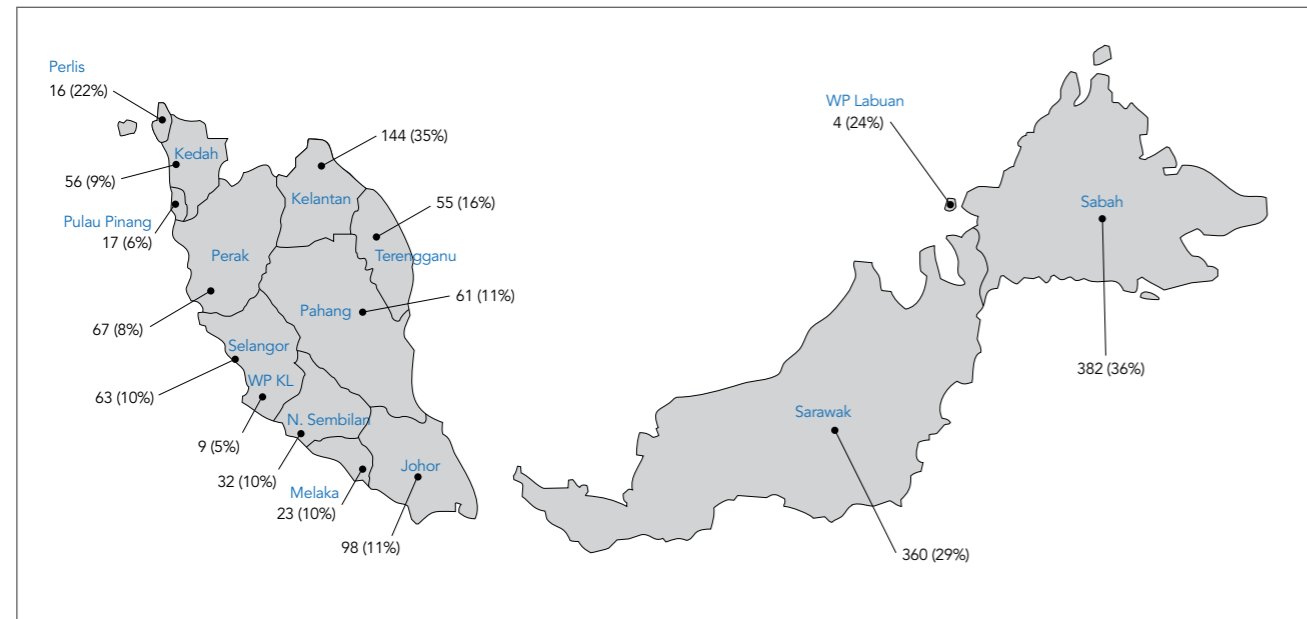 Perlis
16 (22%)
Kedah
56 (9%)
Pulau Pinang
17 (6%)
Perak
67 (8%)
144 (35%)
Kelantan
55 (16%)
Terengganu
61 (11%)
Pahang
Selangor
63 (10%)
WP KL
9 (5%)
N. Sembilan
32 (10%)
Melaka
23 (10%)
Johor
98 (11%)
WP Labuan
4 (24%)
Sabah
382 (36%)
Sarawak
360 (29%)